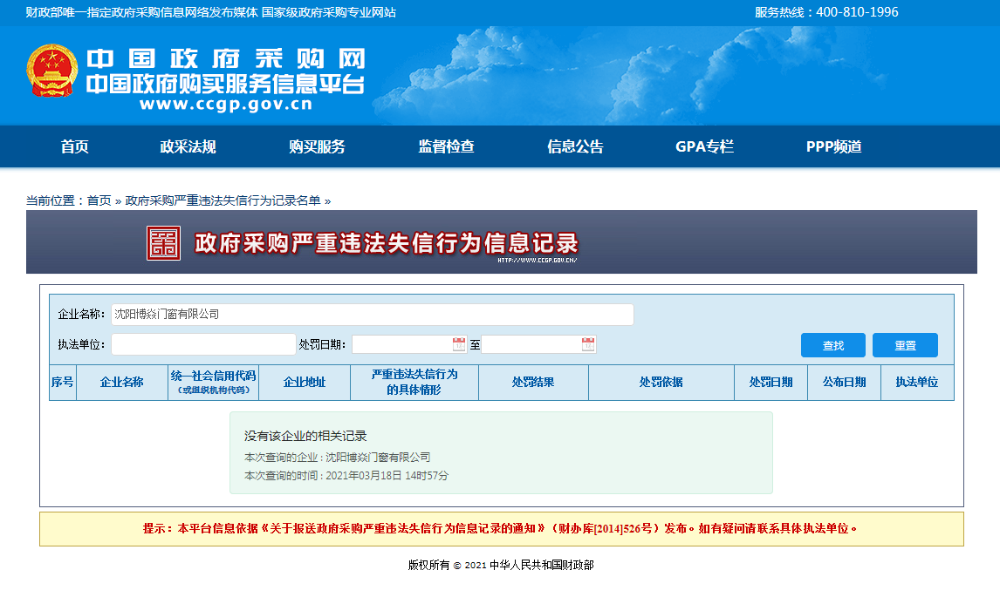 财政部唯一指定政府采购信息网络发布媒体 国家级政府采购专业网站
服务热线：400-810-1996
中国政府采购网
中国政府购买服务信息平台
www.ccgp.gov.cn
首页 政采法规 购买服务 监督检查 信息公告 GPA专栏 PPP频道
当前位置：首页 » 政府采购严重违法失信行为记录名单 »
政府采购严重违法失信行为信息记录
HTTP://WWW.CCGP.GOV.CN/
企业名称： 沈阳博焱门窗有限公司
执法单位： 处罚日期： 至 查找 重置
序号 企业名称 统一社会信用代码 企业地址 严重违法失信行为 处罚结果 处罚依据 处罚日期 公布日期 执法单位
（或组织机构代码） 的具体情形
没有该企业的相关记录
本次查询的企业 : 沈阳博焱门窗有限公司
本次查询的时间 : 2021年03月18日 14时57分
提示：本平台信息依据《关于报送政府采购严重违法失信行为信息记录的通知》（财办库[2014]526号）发布。如有疑问请联系具体执法单位。
版权所有 © 2021 中华人民共和国财政部